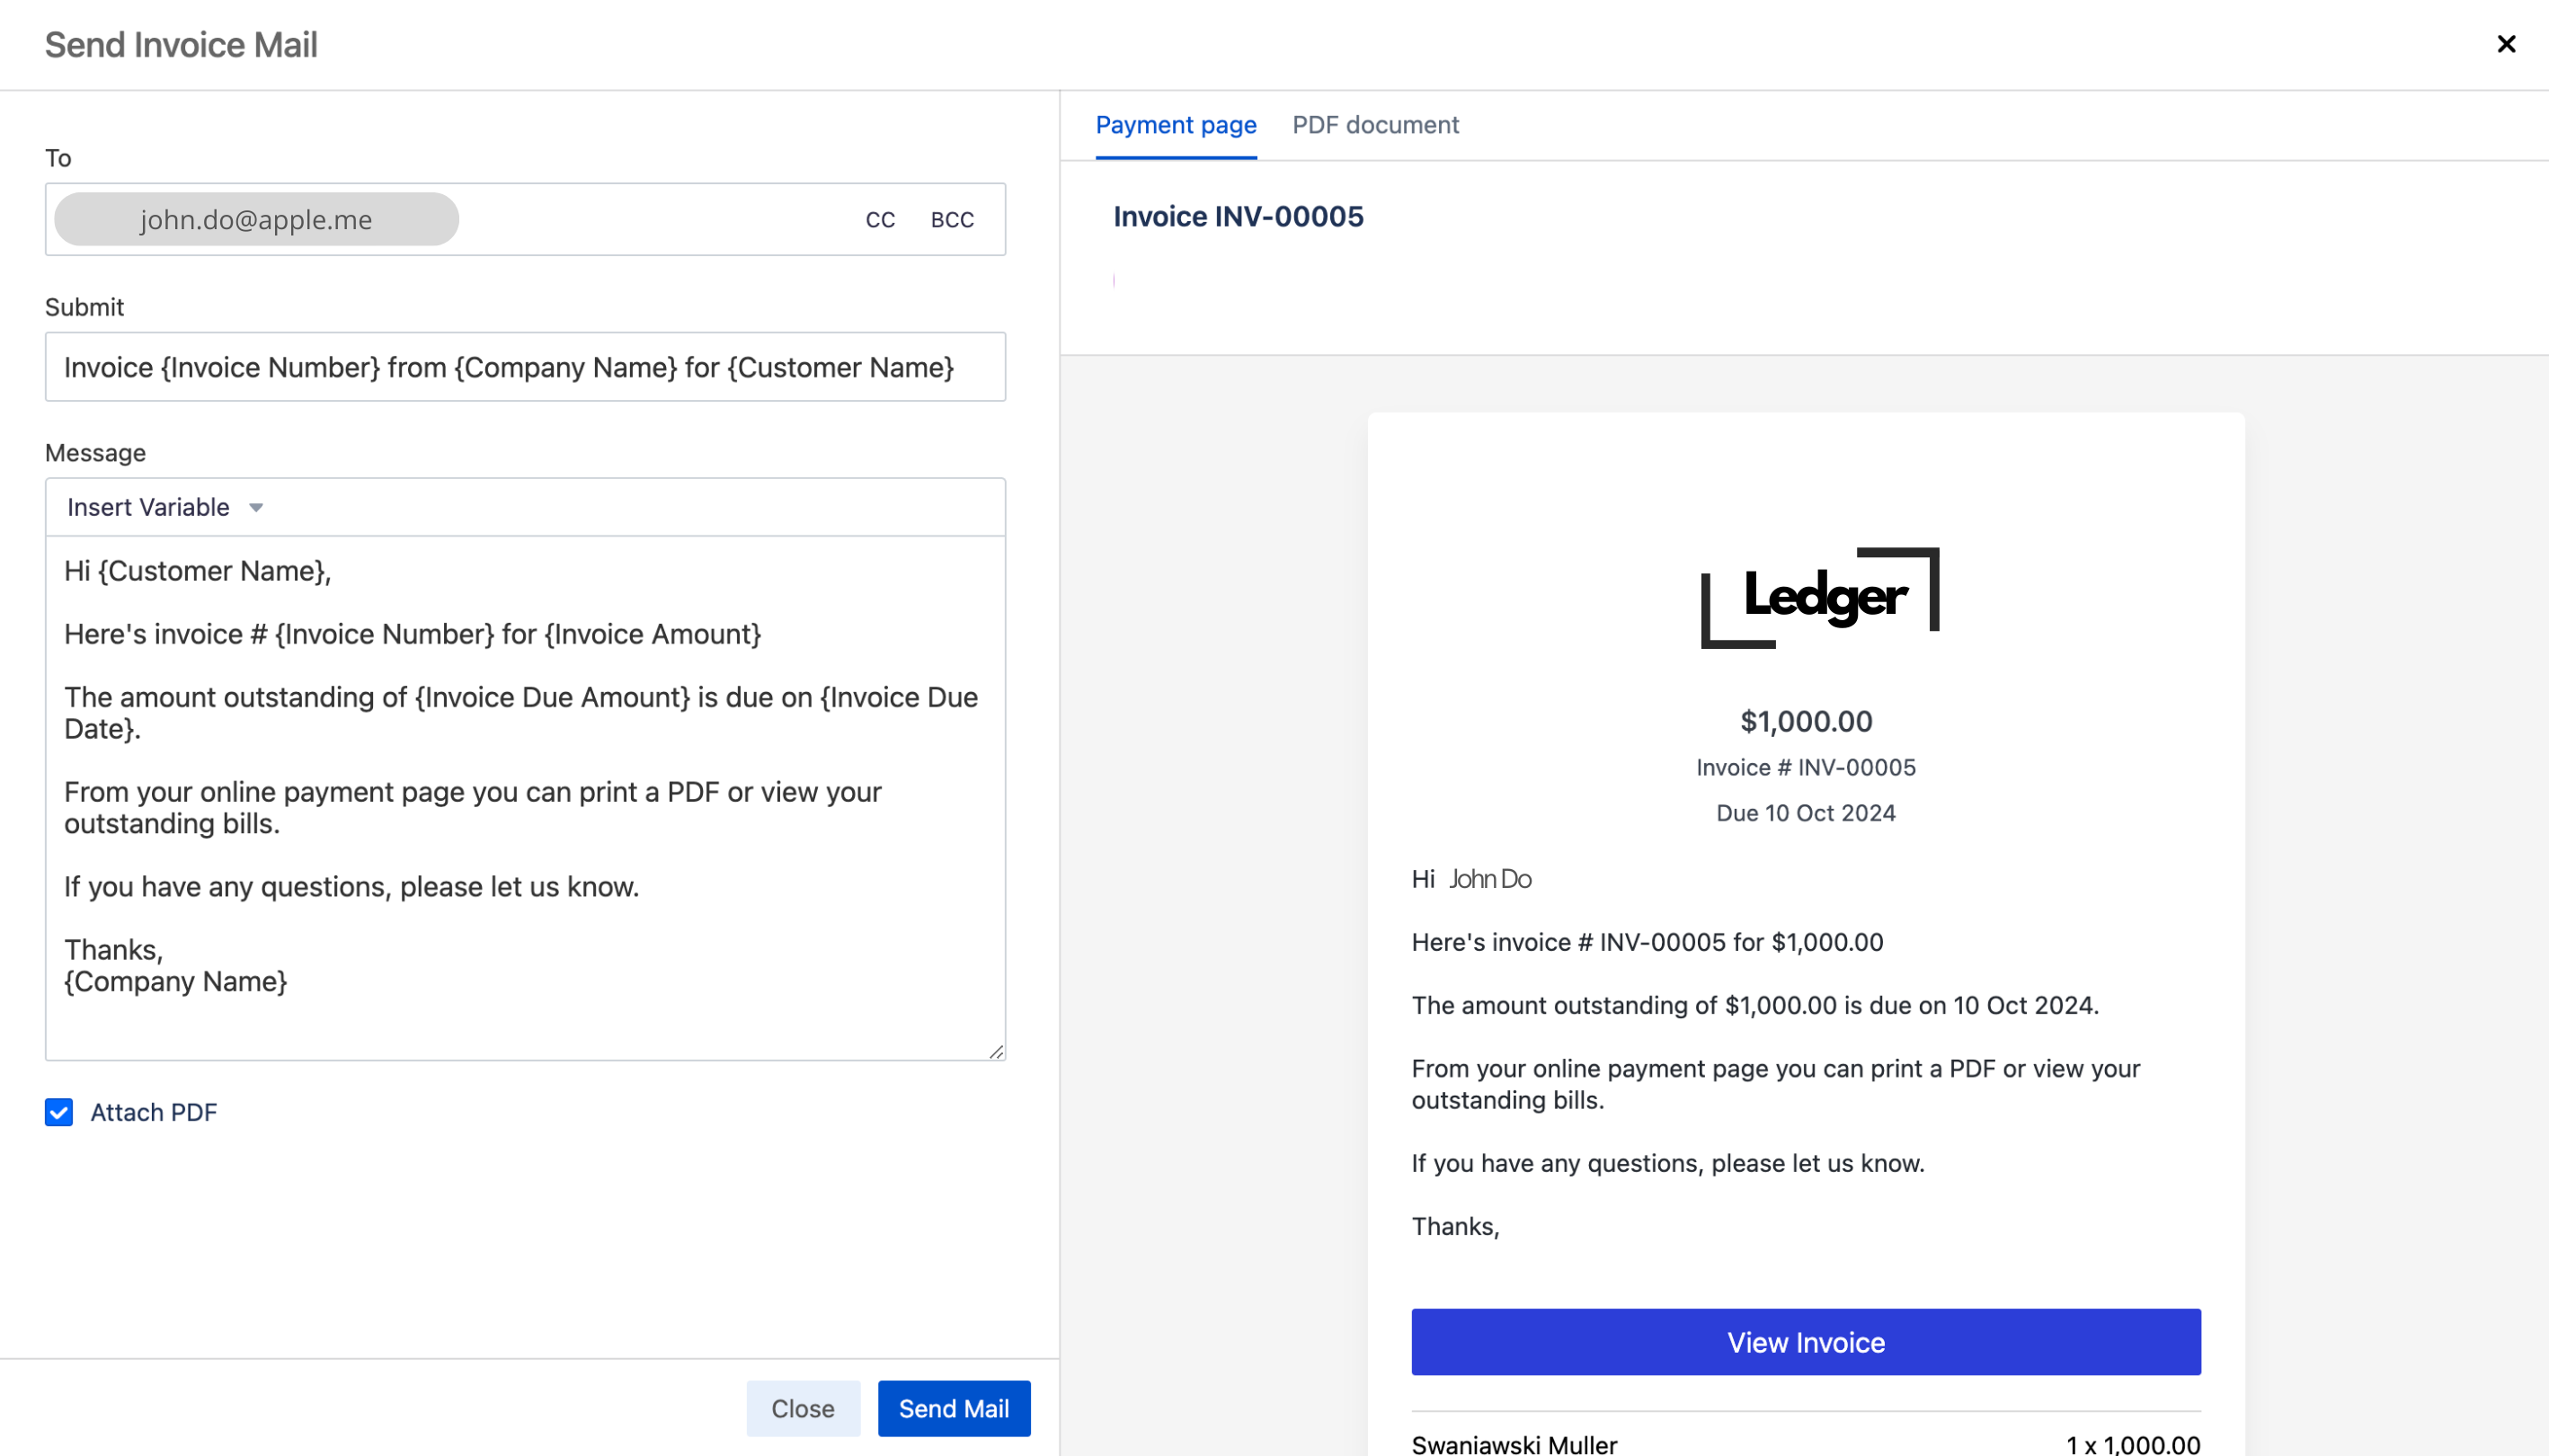 Send Invoice Mail
To
john.do@apple.me CC BCC
Submit
Invoice {Invoice Number} from {Company Name} for {Customer Name}
Message
Insert Variable
Hi {Customer Name},
Here's invoice # {Invoice Number} for {Invoice Amount}
The amount outstanding of {Invoice Due Amount} is due on {Invoice Due
Date}.
From your online payment page you can print a PDF or view your
outstanding bills.
If you have any questions, please let us know.
Thanks,
{Company Name}
Attach PDF
Close Send Mail
Payment page PDF document
Invoice INV-00005
Ledger
$1,000.00
Invoice # INV-00005
Due 10 Oct 2024
Hi John Do
Here's invoice # INV-00005 for $1,000.00
The amount outstanding of $1,000.00 is due on 10 Oct 2024.
From your online payment page you can print a PDF or view your
outstanding bills.
If you have any questions, please let us know.
Thanks,
View Invoice
Swaniawski Muller 1 x 1,000.00